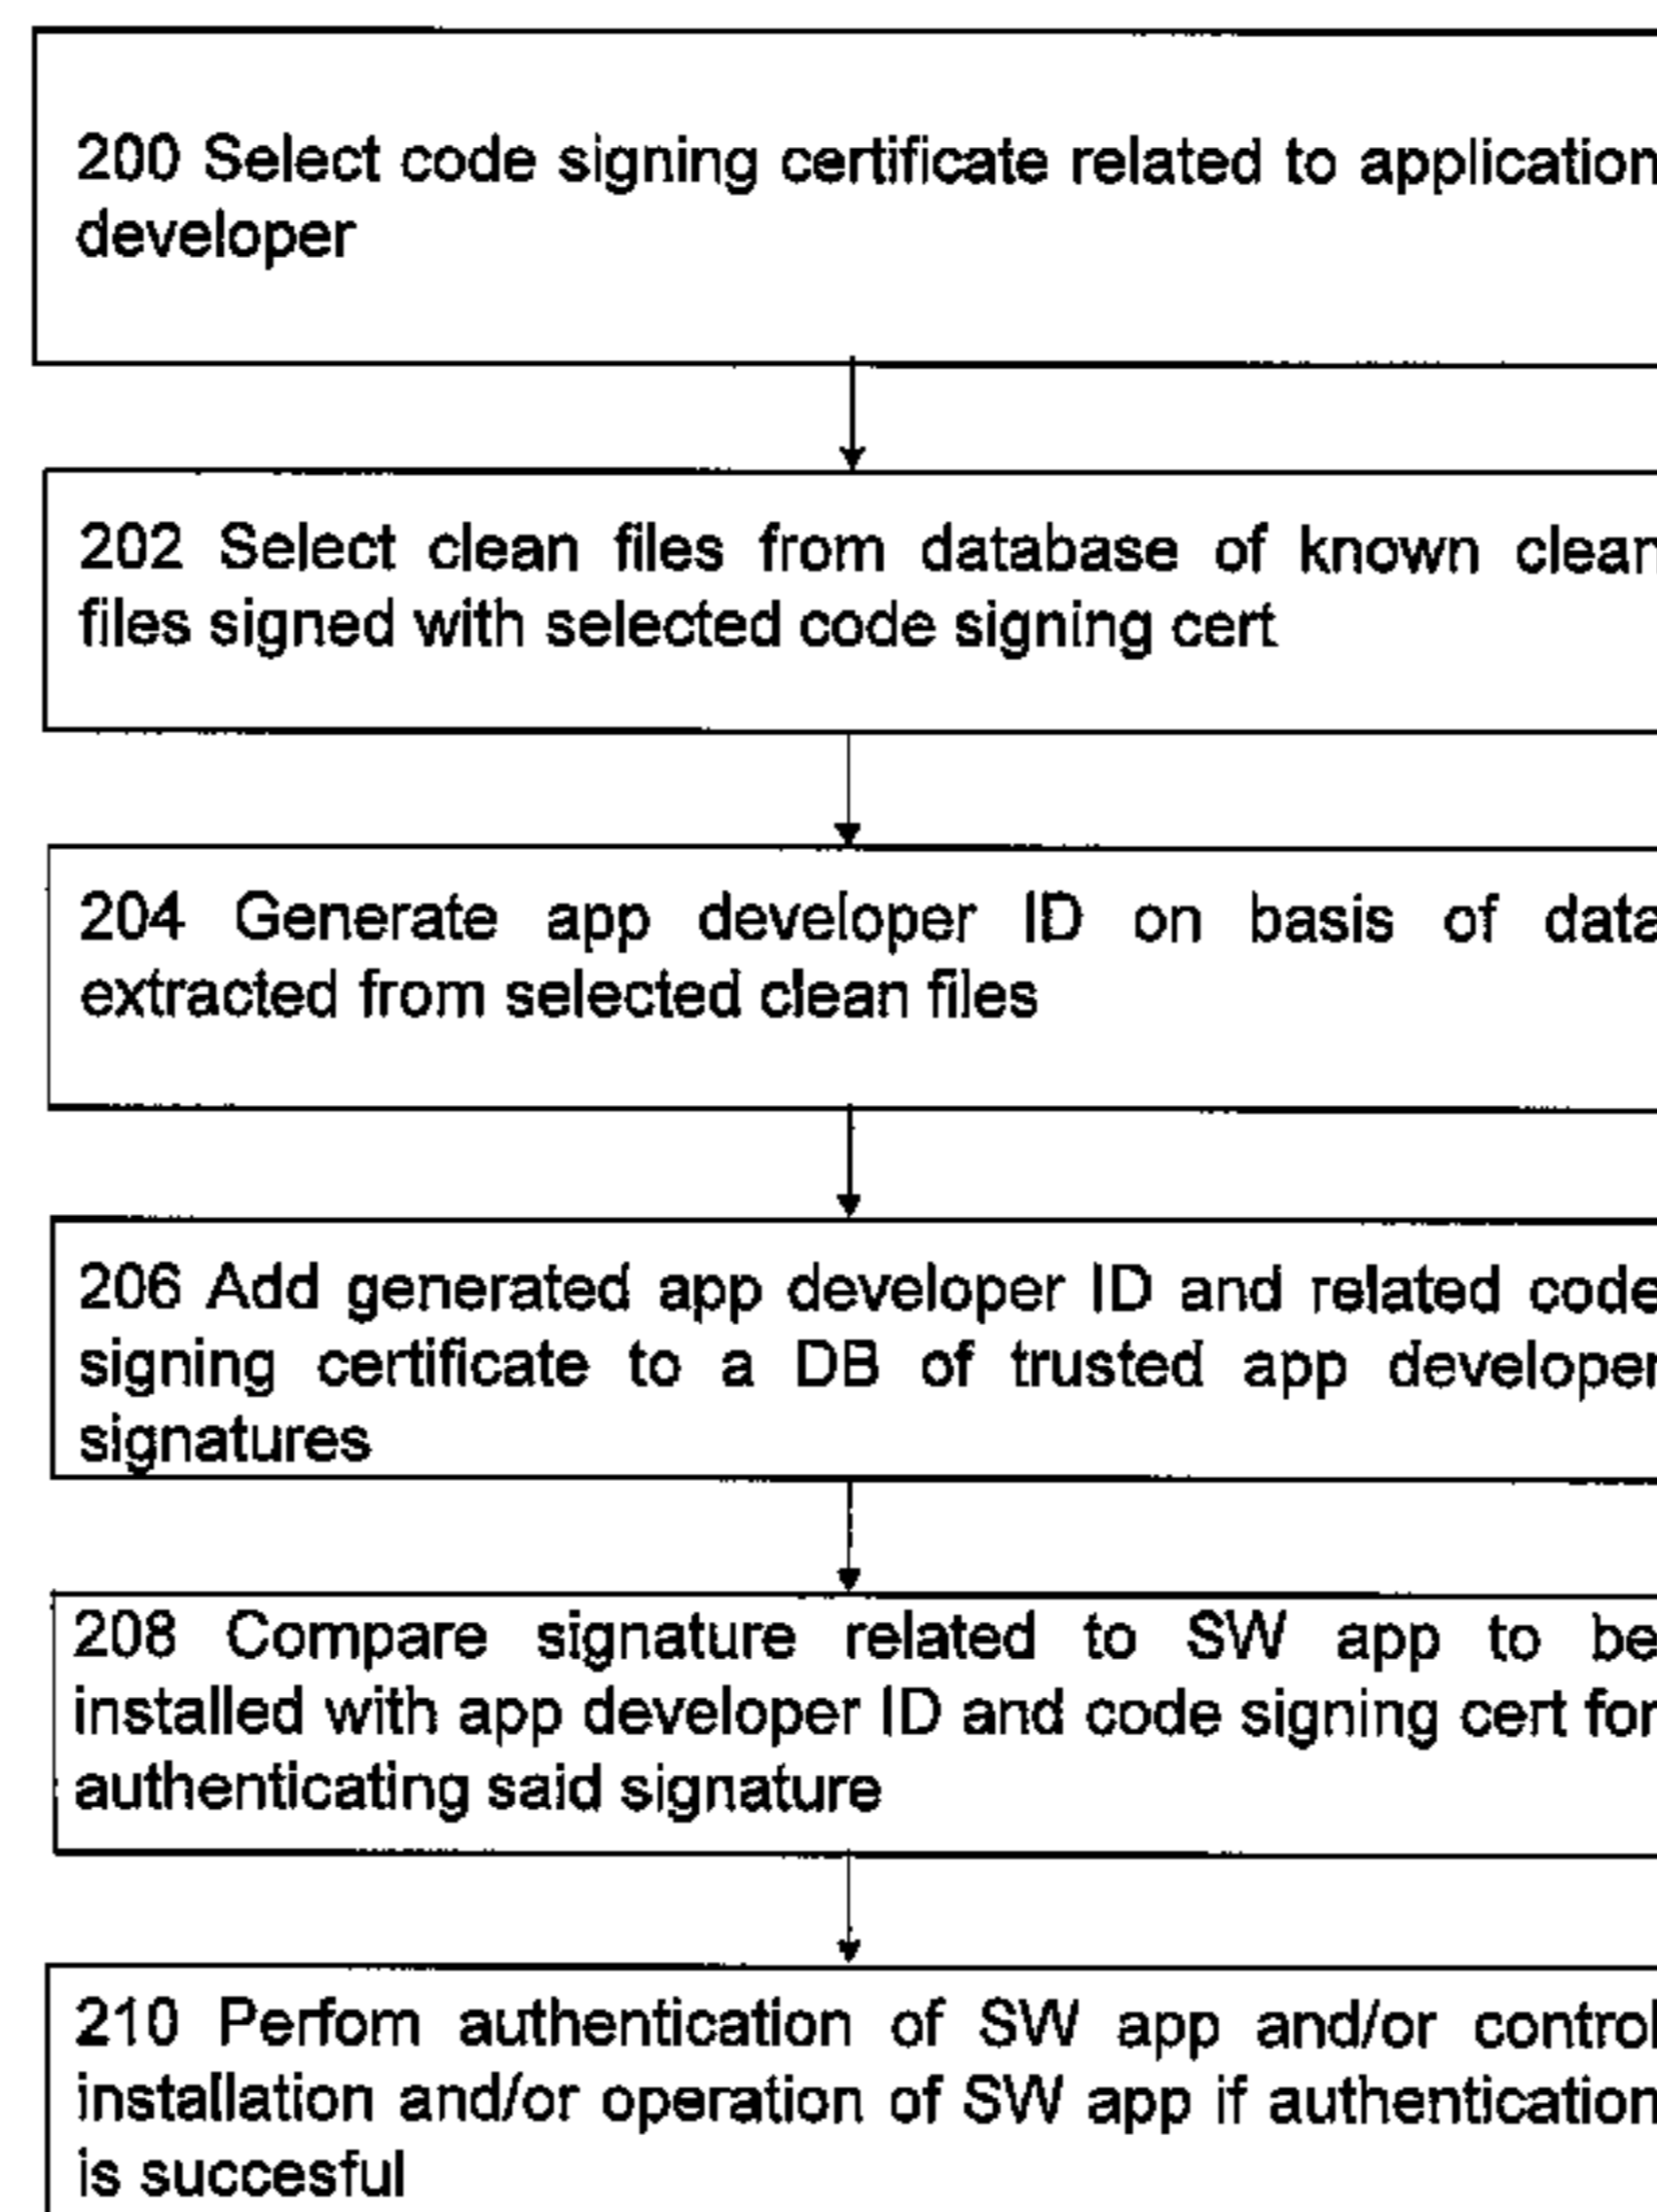 200 Select code signing certificate related to application
developer
202 Select clean files from database of known clean
files signed with selected code signing cert
204 Generate app developer ID on basis of data
extracted from selected clean files
206 Add generated app developer ID and related code
signing certificate to a DB of trusted app developer
signatures
208 Compare signature related to SW app to be
installed with app developer ID and code signing cert for
authenticating said signature
210 Perfom authentication of SW app and/or control
installation and/or operation of SW app if authentication
is succesful